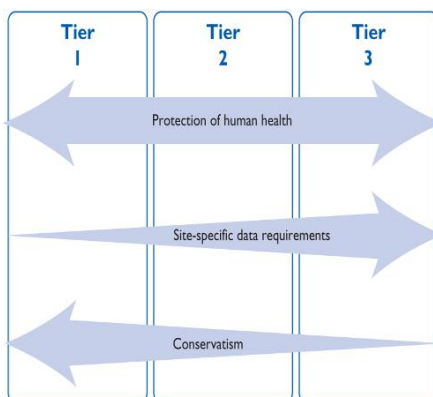 Tier
1
Tier
2
Tier
3
Protection of human health
Site-specific data requirements
Conservatism